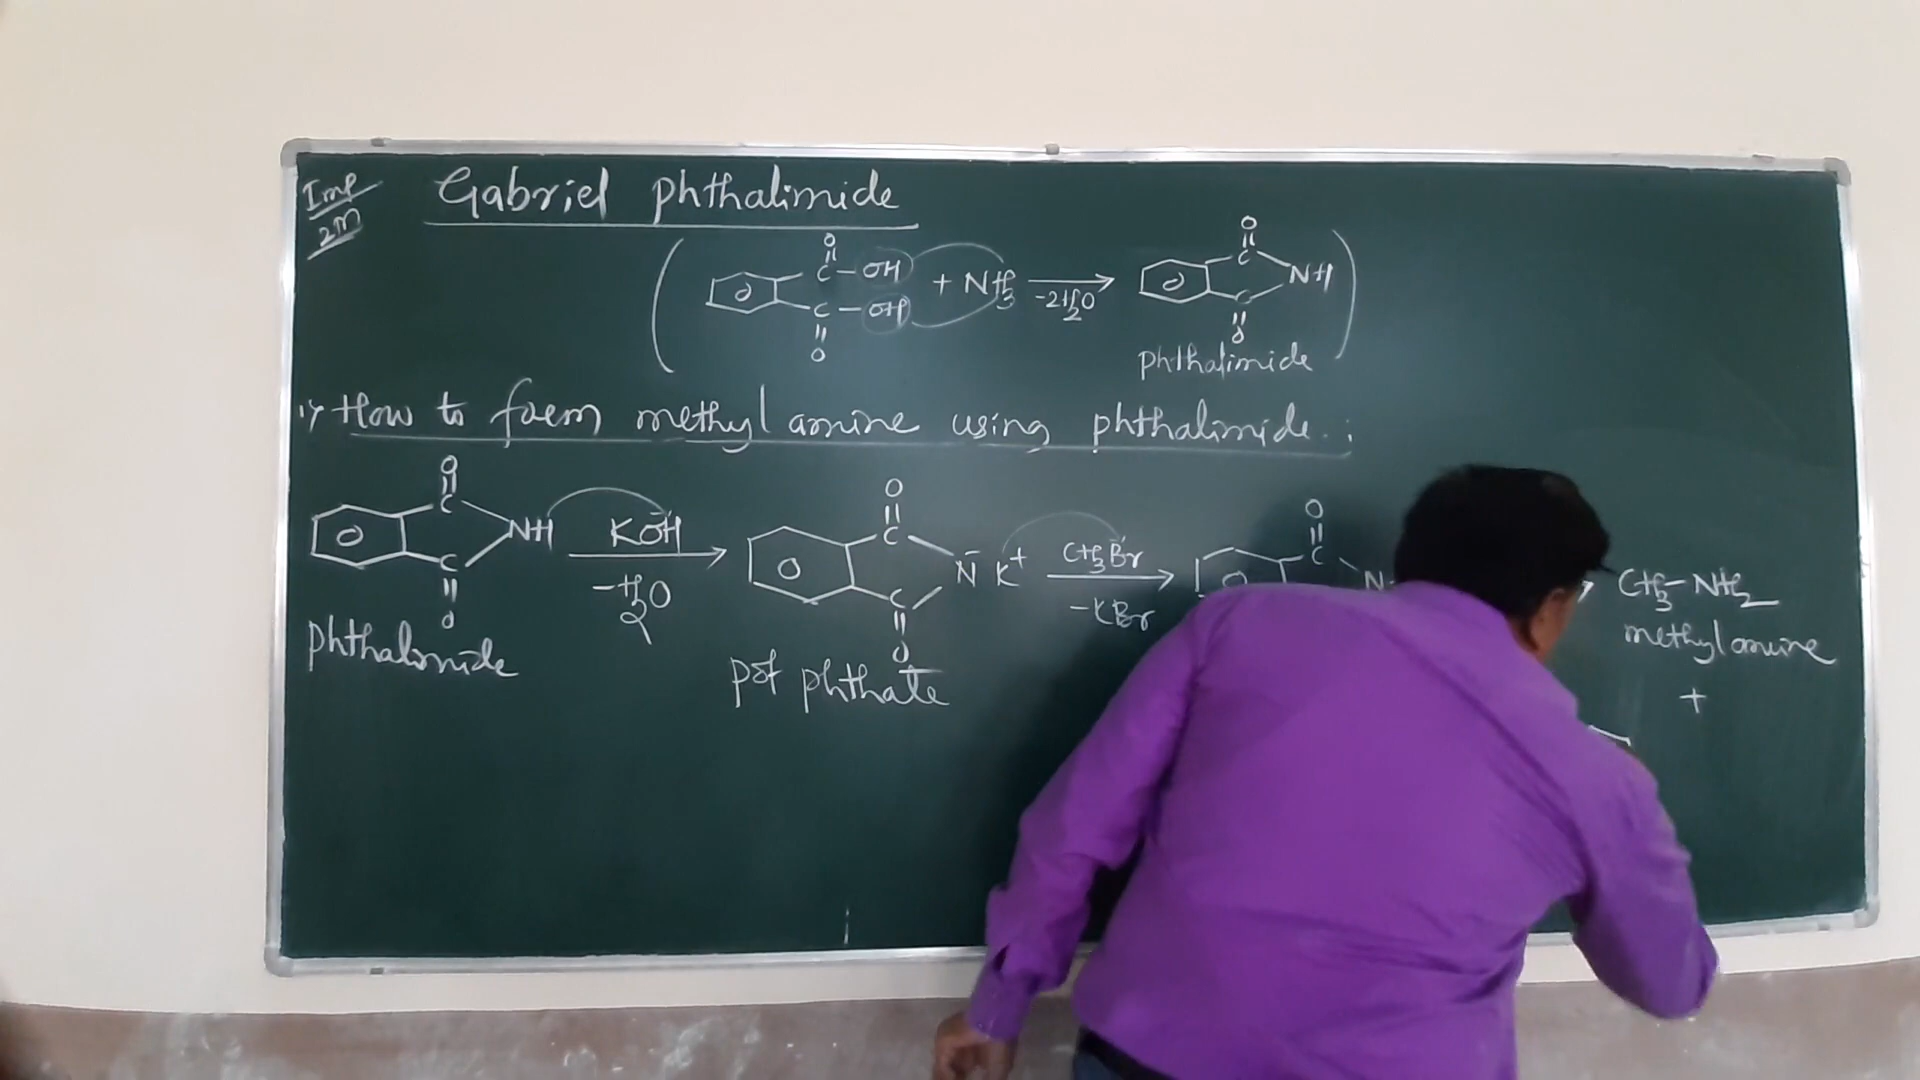 Imp
2M
Gabriel phthalimide
O
C - OH
+ NH3
-2H2O
C - OH
O
O
C
NH
C
O
phthalimide
1) How to form methyl amine using phthalimide :
O
C
NH
C
O
KOH
-H2O
phthalimide
O
C
N̄ K+
C
O
pot phthate
CH3Br
-KBr
O
C
N
CH3-NH2
methylamine
+